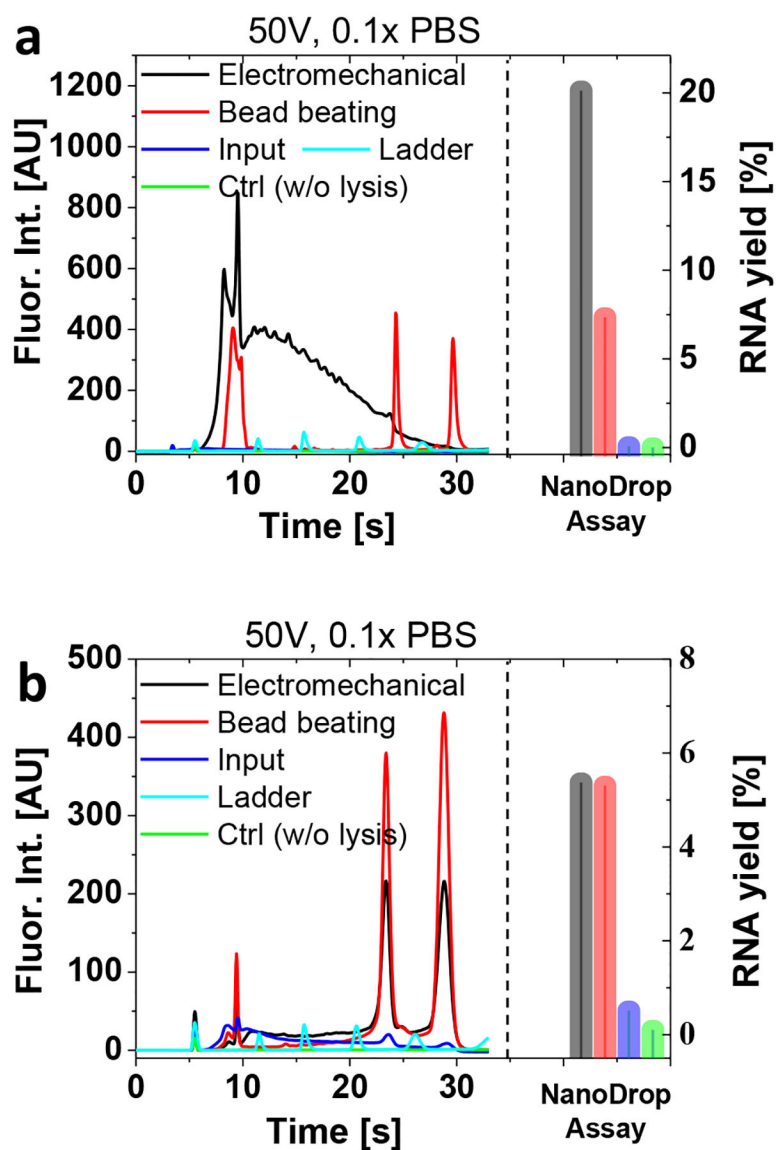 a
50V, 0.1x PBS
Electromechanical
Bead beating
Input Ladder
Ctrl (w/o lysis)
Fluor. Int. [AU]
1200
1000
800
600
400
200
0
0 10 20 30
Time [s]
20
15
10
5
0
RNA yield [%]
NanoDrop
Assay
b
50V, 0.1x PBS
Electromechanical
Bead beating
Input
Ladder
Ctrl (w/o lysis)
Fluor. Int. [AU]
500
400
300
200
100
0
0 10 20 30
Time [s]
8
6
4
2
0
RNA yield [%]
NanoDrop
Assay